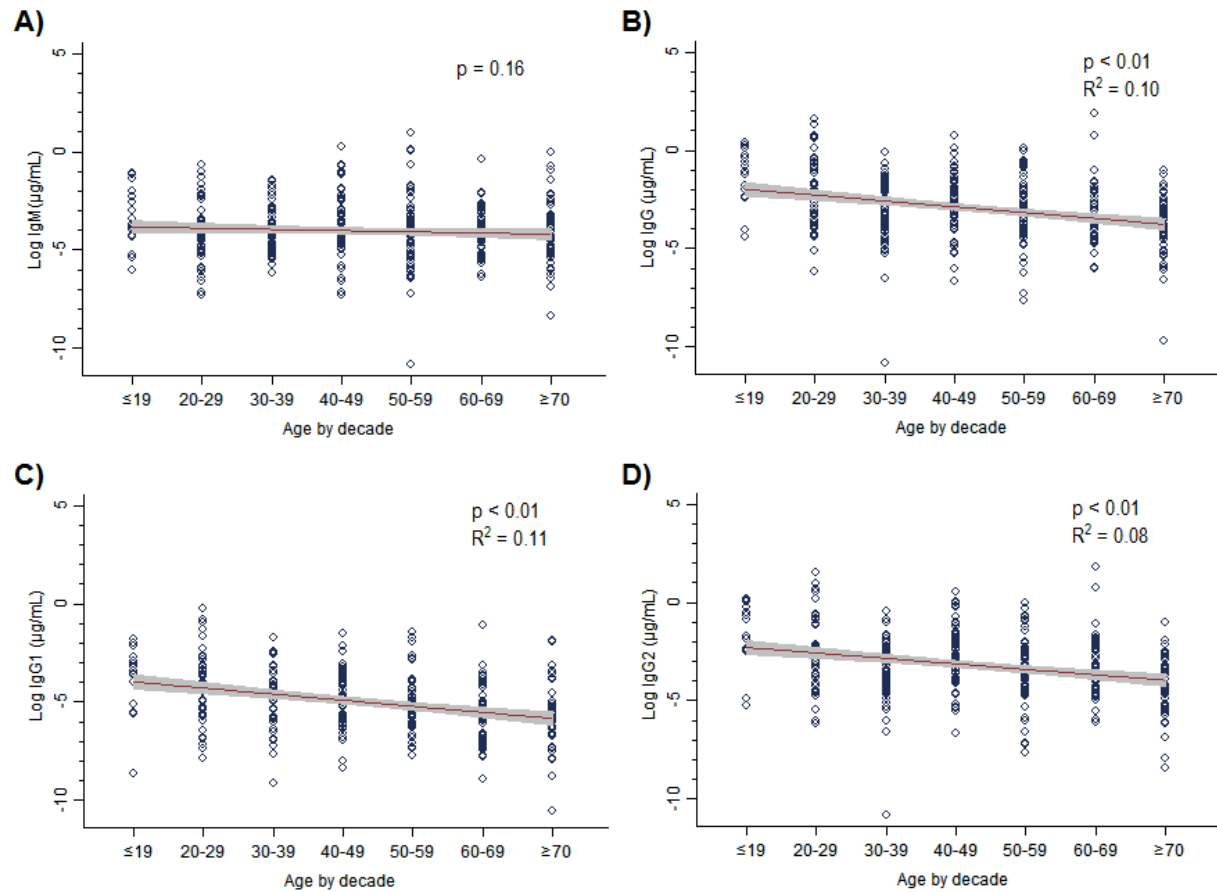 A)
p = 0.16
Log IgM (µg/mL)
5
0
-5
-10
≤19 20-29 30-39 40-49 50-59 60-69 ≥70
Age by decade
B)
p < 0.01
R² = 0.10
Log IgG (µg/mL)
5
0
-5
-10
≤19 20-29 30-39 40-49 50-59 60-69 ≥70
Age by decade
C)
p < 0.01
R² = 0.11
Log IgG1 (µg/mL)
5
0
-5
-10
≤19 20-29 30-39 40-49 50-59 60-69 ≥70
Age by decade
D)
p < 0.01
R² = 0.08
Log IgG2 (µg/mL)
5
0
-5
-10
≤19 20-29 30-39 40-49 50-59 60-69 ≥70
Age by decade